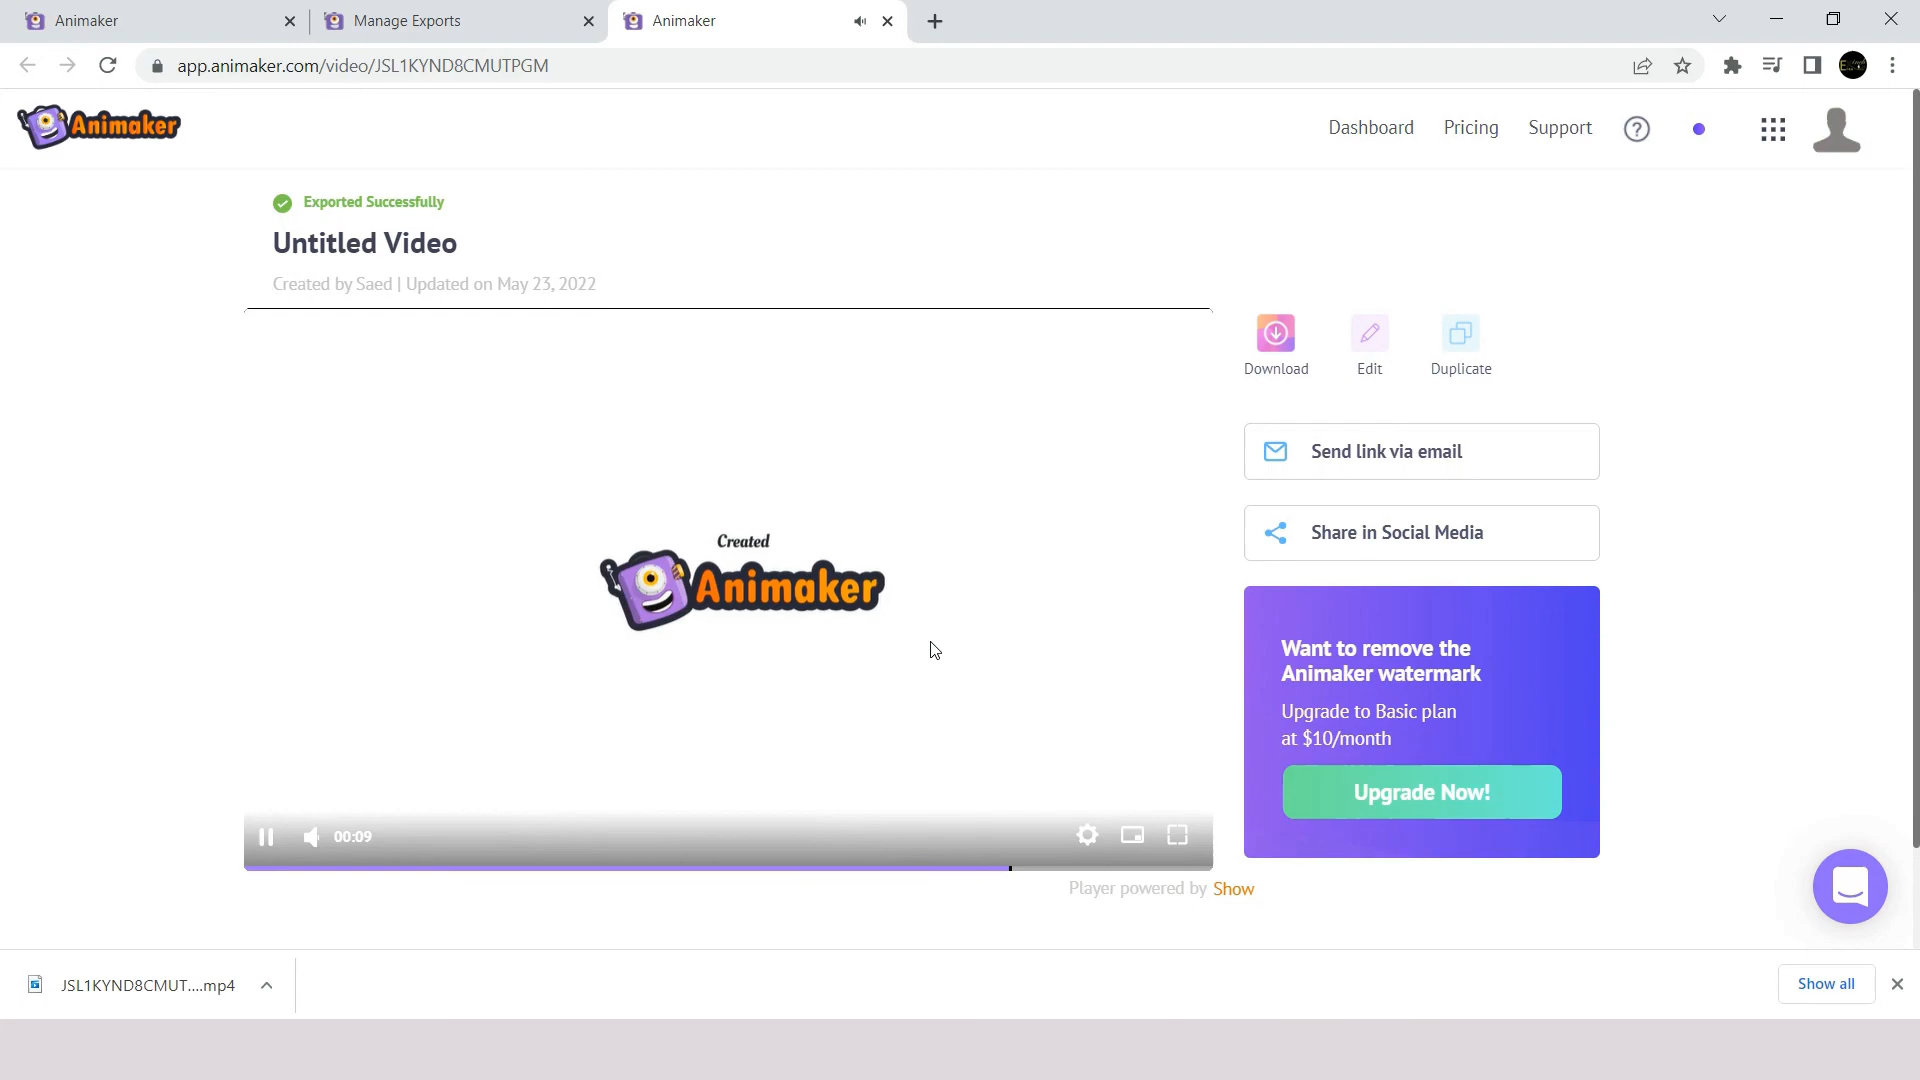 Animaker
Manage Exports
Animaker
app.animaker.com/video/JSL1KYND8CMUTPGM
Animaker
Dashboard
Pricing
Support
Exported Successfully
Untitled Video
Created by Saed | Updated on May 23, 2022
Download
Edit
Duplicate
Send link via email
Share in Social Media
Created
Animaker
Want to remove the
Animaker watermark
Upgrade to Basic plan
at $10/month
Upgrade Now!
00:09
Player powered by Show
JSL1KYND8CMUT....mp4
Show all